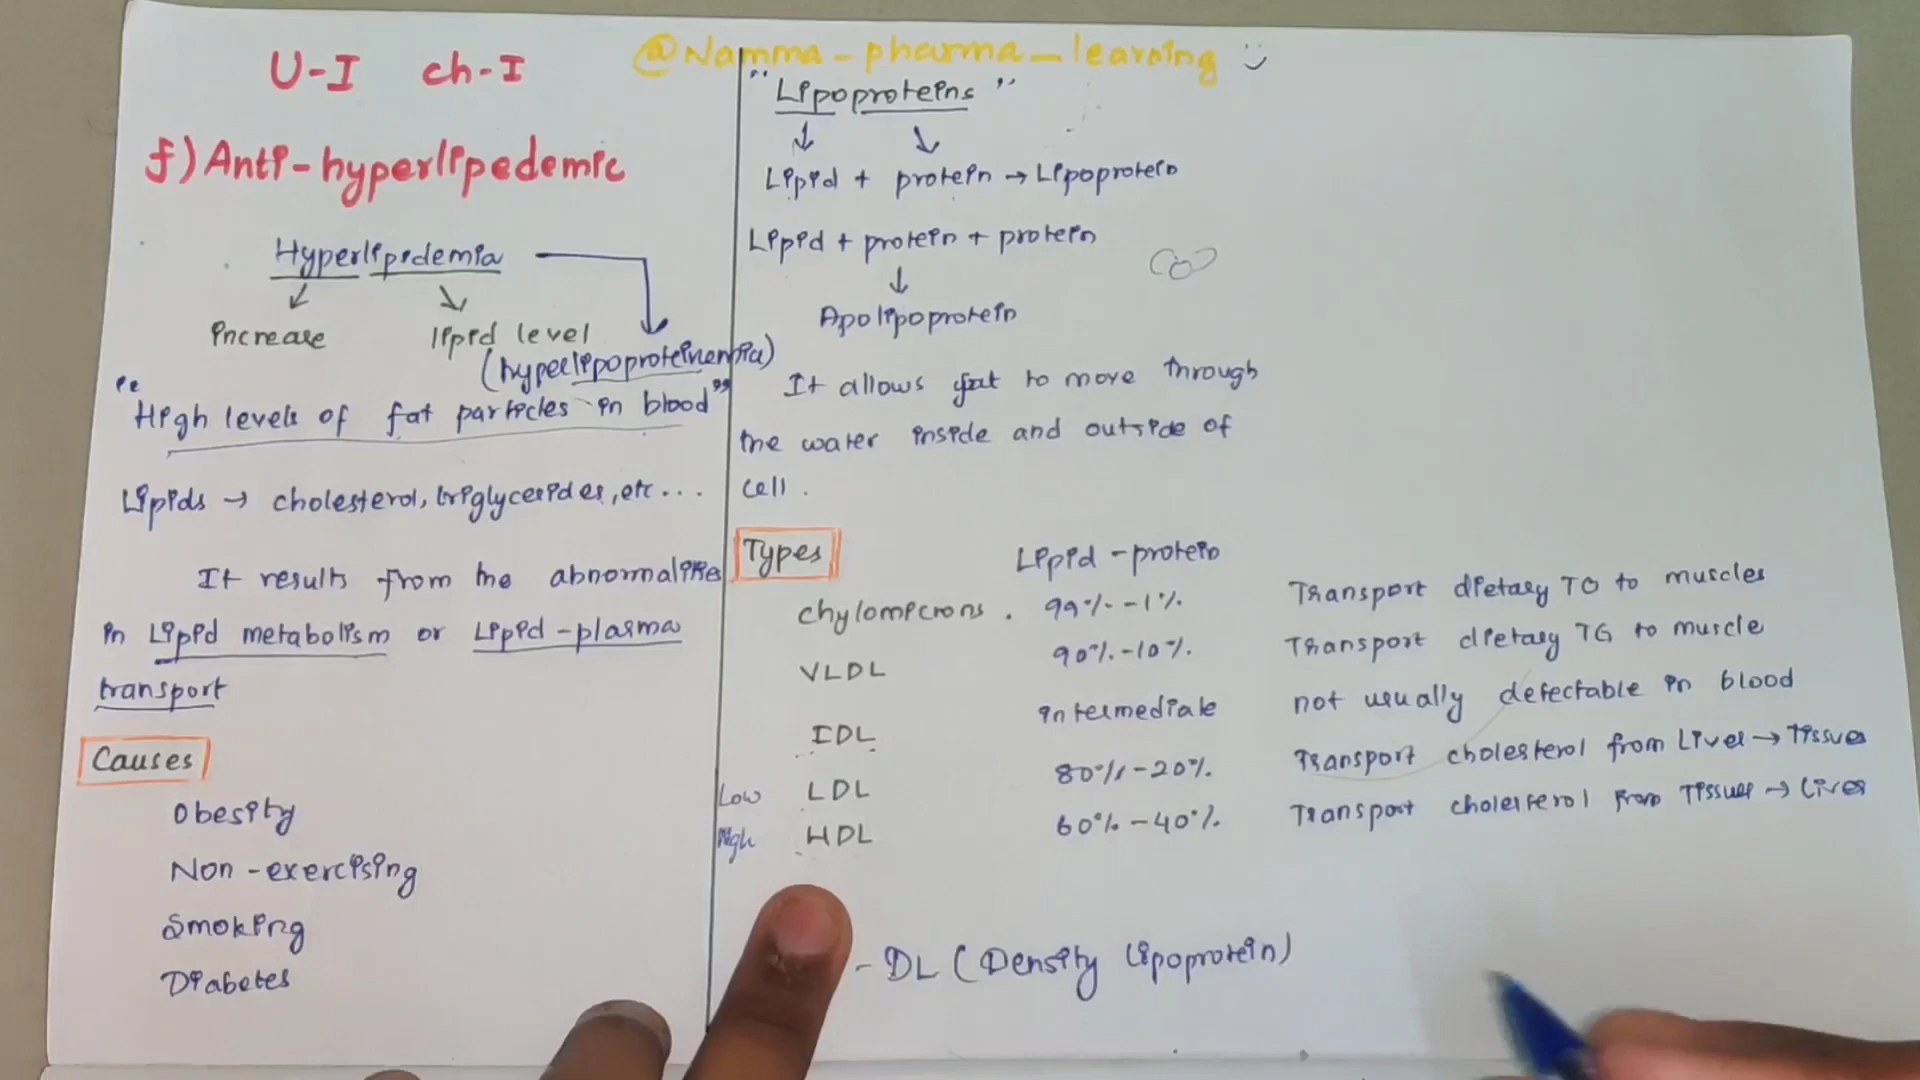 @Namma_pharma_learning
U-I ch-I
f) Anti-hyperlipedemic
Hyperlipidemia
increase lipid level
(hyperlipoproteinemia)
"High levels of fat particles in blood"
Lipids → cholesterol, triglycerides, etc...
It results from the abnormalities
in Lipid metabolism or Lipid-plasma
transport
Causes
Obesity
Non-exercising
Smoking
Diabetes
"Lipoproteins"
Lipid + protein → Lipoprotein
Lipid + protein + protein
Apolipoprotein
It allows fat to move through
the water inside and outside of
cell.
Types Lipid - protein
chylomicrons. 99% - 1% Transport dietary TG to muscles
VLDL 90% - 10% Transport dietary TG to muscle
IDL intermediate not usually detectable in blood
Low LDL 80% - 20% Transport cholesterol from Liver → Tissues
High HDL 60% - 40% Transport cholesterol from Tissues → Liver
- DL (Density Lipoprotein)